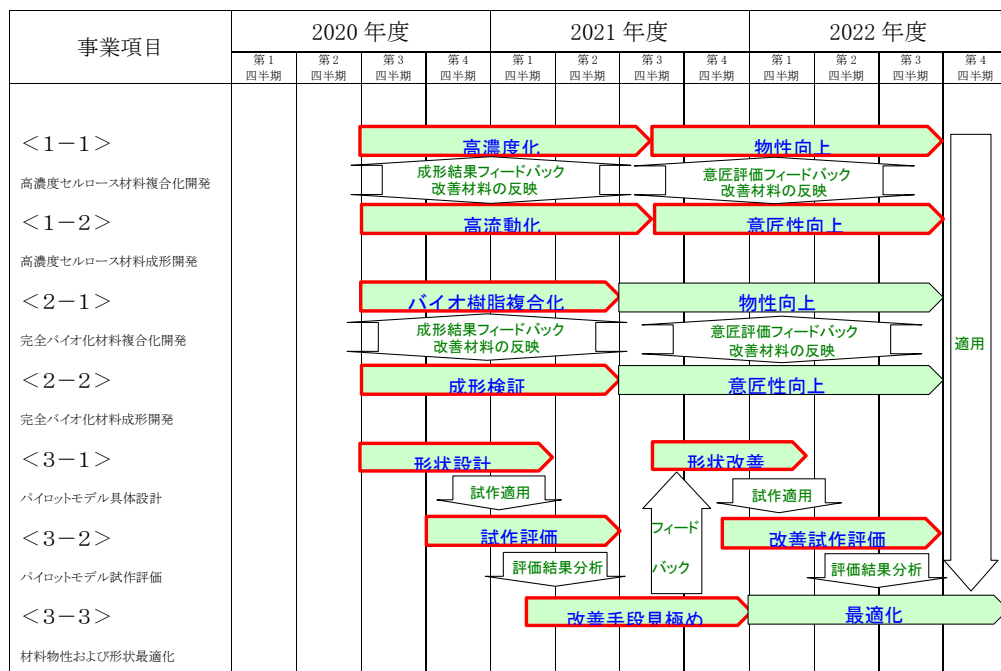 事業項目
2020 年度
2021 年度
2022 年度
第1
四半期
第2
四半期
第3
四半期
第4
四半期
第1
四半期
第2
四半期
第3
四半期
第4
四半期
第1
四半期
第2
四半期
第3
四半期
第4
四半期
<1-1>
高濃度化
物性向上
高濃度セルロース材料複合化開発
成形結果フィードバック
改善材料の反映
意匠評価フィードバック
改善材料の反映
<1-2>
高流動化
意匠性向上
高濃度セルロース材料成形開発
<2-1>
バイオ樹脂複合化
物性向上
完全バイオ化材料複合化開発
成形結果フィードバック
改善材料の反映
意匠評価フィードバック
改善材料の反映
適用
<2-2>
成形検証
意匠性向上
完全バイオ化材料成形開発
<3-1>
形状設計
形状改善
パイロットモデル具体設計
試作適用
試作適用
<3-2>
試作評価
フィード
バック
改善試作評価
パイロットモデル試作評価
評価結果分析
評価結果分析
<3-3>
改善手段見極め
最適化
材料物性および形状最適化